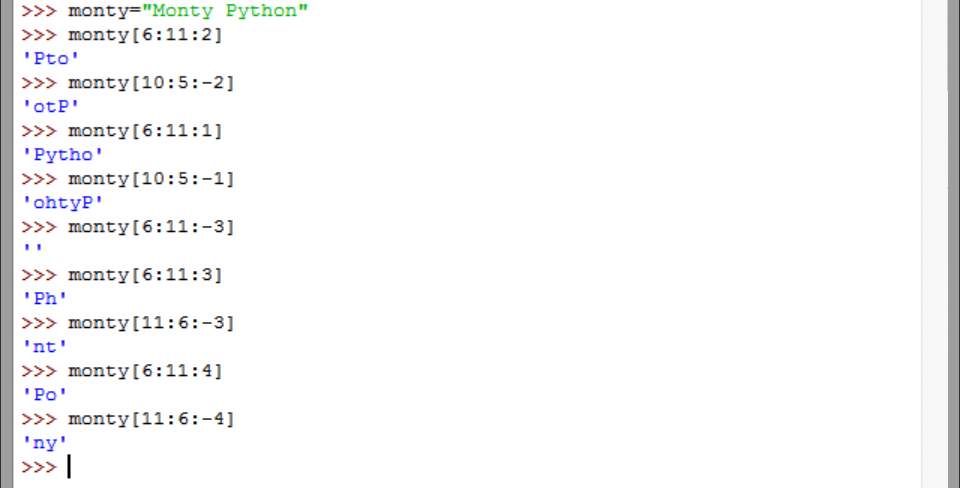 >>> monty="Monty Python"
>>> monty[6:11:2]
'Pto'
>>> monty[10:5:-2]
'otP'
>>> monty[6:11:1]
'Pytho'
>>> monty[10:5:-1]
'ohtyP'
>>> monty[6:11:-3]
''
>>> monty[6:11:3]
'Ph'
>>> monty[11:6:-3]
'nt'
>>> monty[6:11:4]
'Po'
>>> monty[11:6:-4]
'ny'
>>>